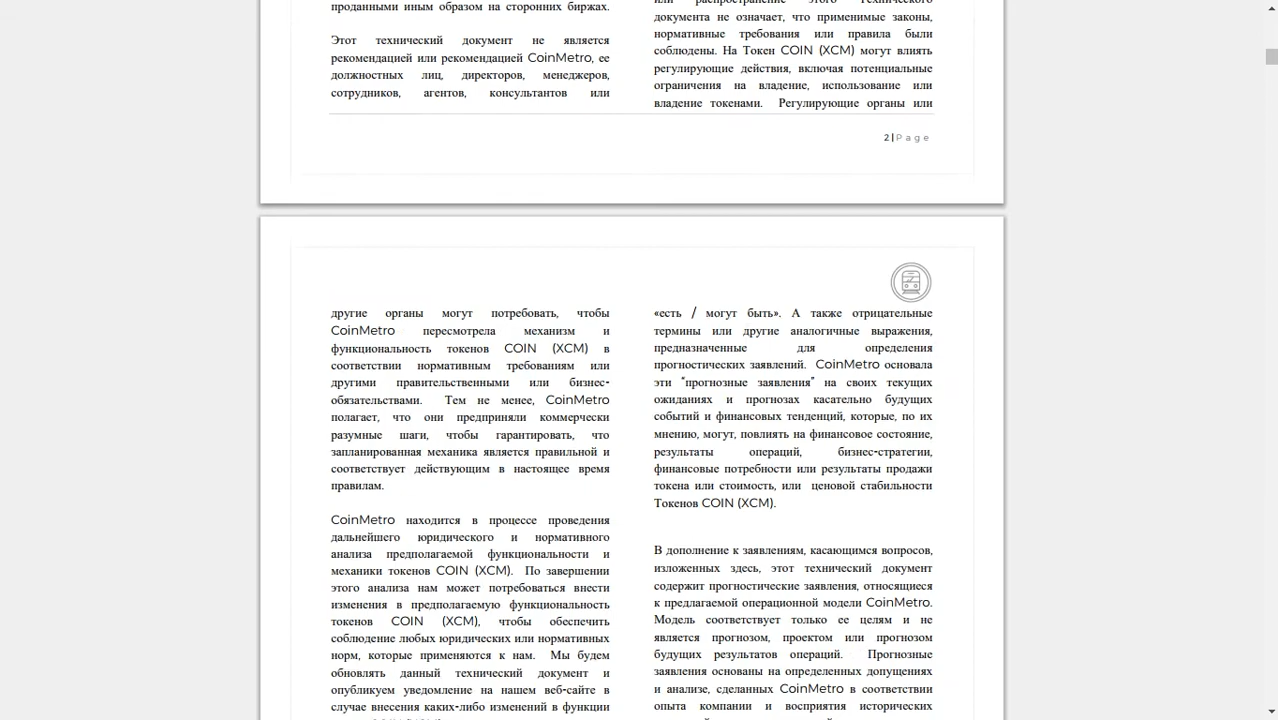 проданными иным образом на сторонних биржах.
Этот технический документ не является
рекомендацией или рекомендацией CoinMetro, ее
должностных лиц, директоров, менеджеров,
сотрудников, агентов, консультантов или
или распространение этого Технического
документа не означает, что применимые законы,
нормативные требования или правила были
соблюдены. На Токен COIN (XCM) могут влиять
регулирующие действия, включая потенциальные
ограничения на владение, использование или
владение токенами. Регулирующие органы или
2|Page
другие органы могут потребовать, чтобы
CoinMetro пересмотрела механизм и
функциональность токенов COIN (XCM) в
соответствии нормативным требованиям или
другими правительственными или бизнес-
обязательствами. Тем не менее, CoinMetro
полагает, что они предприняли коммерчески
разумные шаги, чтобы гарантировать, что
запланированная механика является правильной и
соответствует действующим в настоящее время
правилам.
CoinMetro находится в процессе проведения
дальнейшего юридического и нормативного
анализа предполагаемой функциональности и
механики токенов COIN (XCM). По завершении
этого анализа нам может потребоваться внести
изменения в предполагаемую функциональность
токенов COIN (XCM), чтобы обеспечить
соблюдение любых юридических или нормативных
норм, которые применяются к нам. Мы будем
обновлять данный технический документ и
опубликуем уведомление на нашем веб-сайте в
случае внесения каких-либо изменений в функции
«есть / могут быть». А также отрицательные
термины или другие аналогичные выражения,
предназначенные для определения
прогностических заявлений. CoinMetro основала
эти “прогнозные заявления” на своих текущих
ожиданиях и прогнозах касательно будущих
событий и финансовых тенденций, которые, по их
мнению, могут, повлиять на финансовое состояние,
результаты операций, бизнес-стратегии,
финансовые потребности или результаты продажи
токена или стоимость, или ценовой стабильности
Токенов COIN (XCM).
В дополнение к заявлениям, касающимся вопросов,
изложенных здесь, этот технический документ
содержит прогностические заявления, относящиеся
к предлагаемой операционной модели CoinMetro.
Модель соответствует только ее целям и не
является прогнозом, проектом или прогнозом
будущих результатов операций. Прогнозные
заявления основаны на определенных допущениях
и анализе, сделанных CoinMetro в соответствии
опыта компании и восприятия исторических